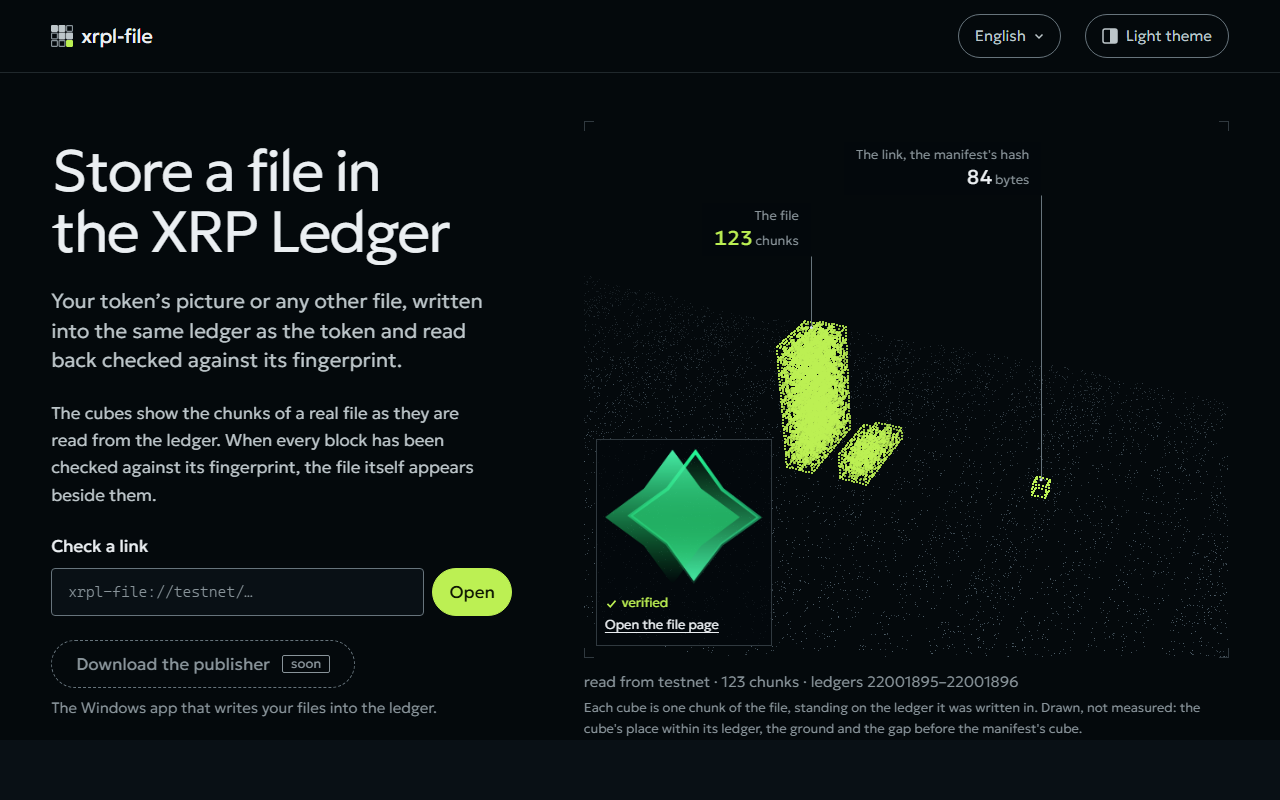 xrpl-file
English
Light theme
Store a file in
the XRP Ledger
Your token’s picture or any other file, written
into the same ledger as the token and read
back checked against its fingerprint.
The cubes show the chunks of a real file as they are
read from the ledger. When every block has been
checked against its fingerprint, the file itself appears
beside them.
Check a link
xrpl-file://testnet/…
Open
Download the publisher soon
The Windows app that writes your files into the ledger.
The link, the manifest's hash
84 bytes
The file
123 chunks
verified
Open the file page
read from testnet · 123 chunks · ledgers 22001895–22001896
Each cube is one chunk of the file, standing on the ledger it was written in. Drawn, not measured: the
cube's place within its ledger, the ground and the gap before the manifest's cube.